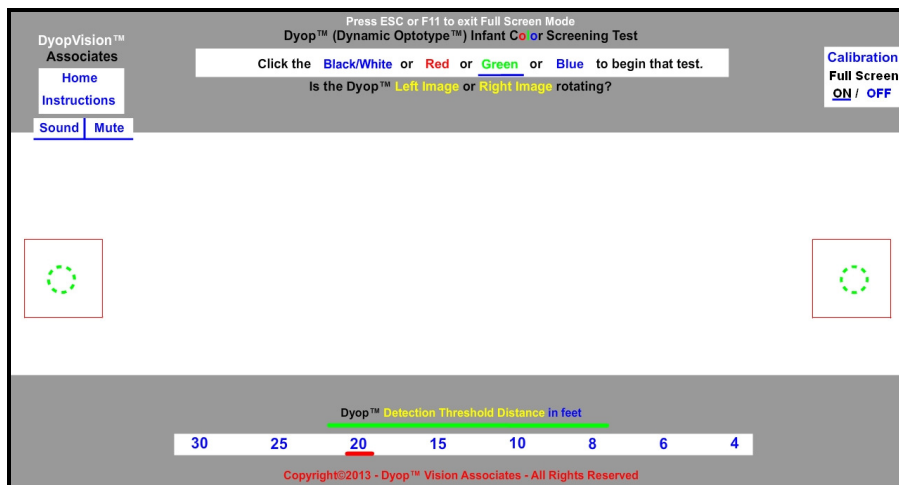 Press ESC or F11 to exit Full Screen Mode
Dyop™ (Dynamic Optotype™) Infant Color Screening Test
DyopVision™
Associates
Home
Instructions
Sound Mute
Click the Black/White or Red or Green or Blue to begin that test.
Is the Dyop™ Left Image or Right Image rotating?
Calibration
Full Screen
ON / OFF
Dyop™ Detection Threshold Distance in feet
30 25 20 15 10 8 6 4
Copyright©2013 - Dyop™ Vision Associates - All Rights Reserved